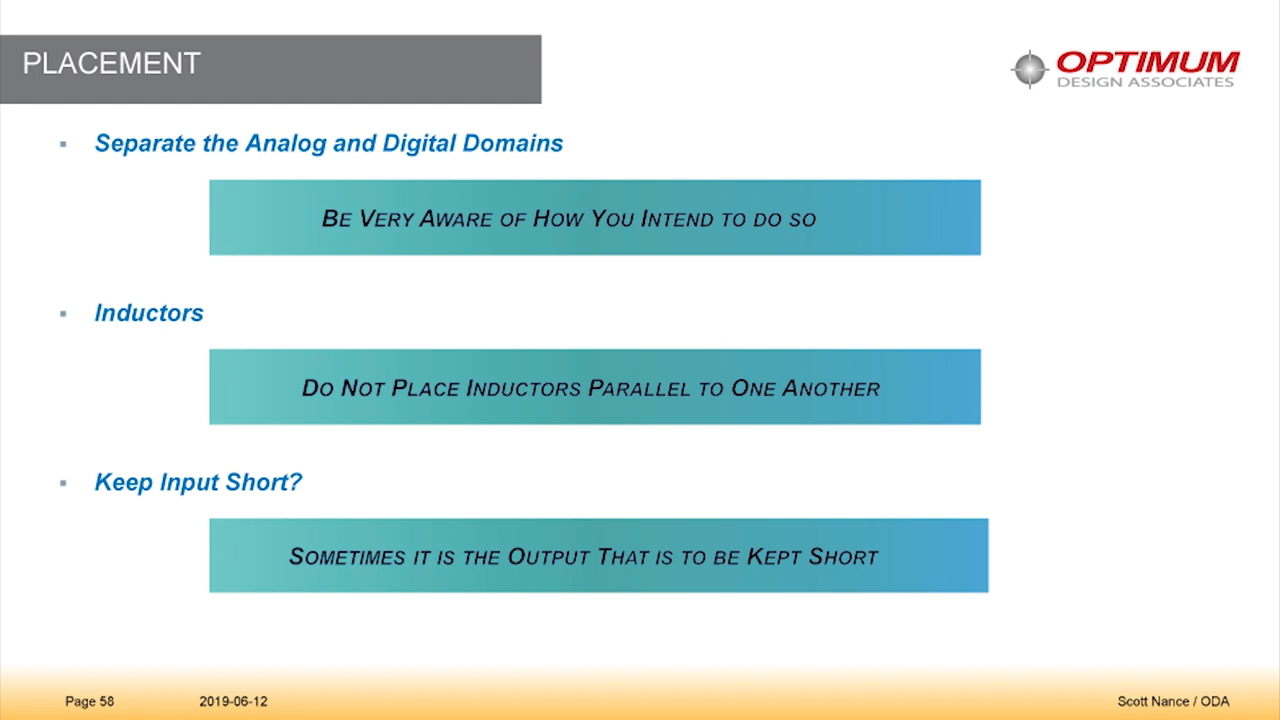 PLACEMENT
OPTIMUM
DESIGN ASSOCIATES
Separate the Analog and Digital Domains
BE VERY AWARE OF HOW YOU INTEND TO DO SO
Inductors
DO NOT PLACE INDUCTORS PARALLEL TO ONE ANOTHER
Keep Input Short?
SOMETIMES IT IS THE OUTPUT THAT IS TO BE KEPT SHORT
Page 58 2019-06-12 Scott Nance / ODA